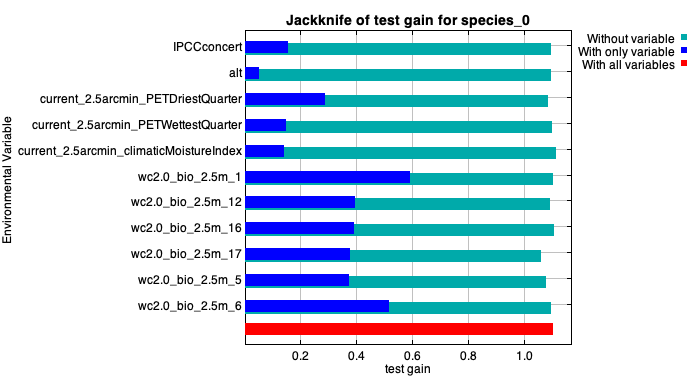 Jackknife of test gain for species_0
Without variable
With only variable
With all variables
Environmental Variable
IPCCconcert
alt
current_2.5arcmin_PETDriestQuarter
current_2.5arcmin_PETWettestQuarter
current_2.5arcmin_climaticMoistureIndex
wc2.0_bio_2.5m_1
wc2.0_bio_2.5m_12
wc2.0_bio_2.5m_16
wc2.0_bio_2.5m_17
wc2.0_bio_2.5m_5
wc2.0_bio_2.5m_6
0.2 0.4 0.6 0.8 1.0
test gain